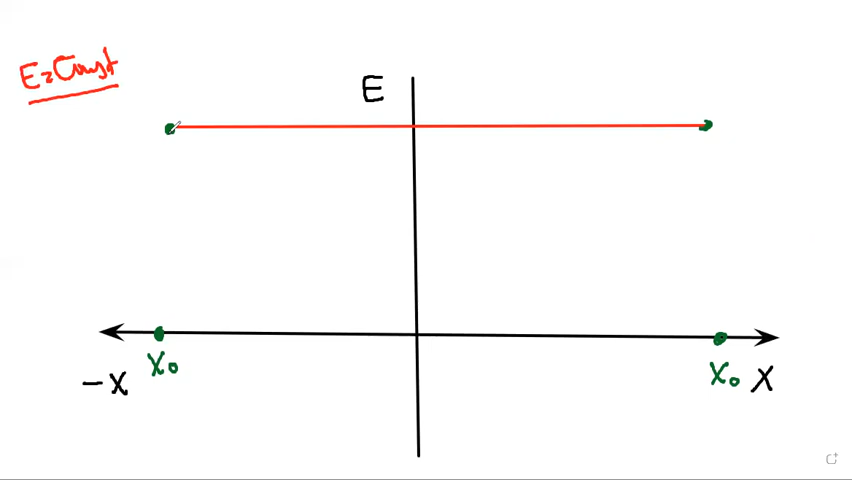 E=Const
E
X₀
-X
X₀ X